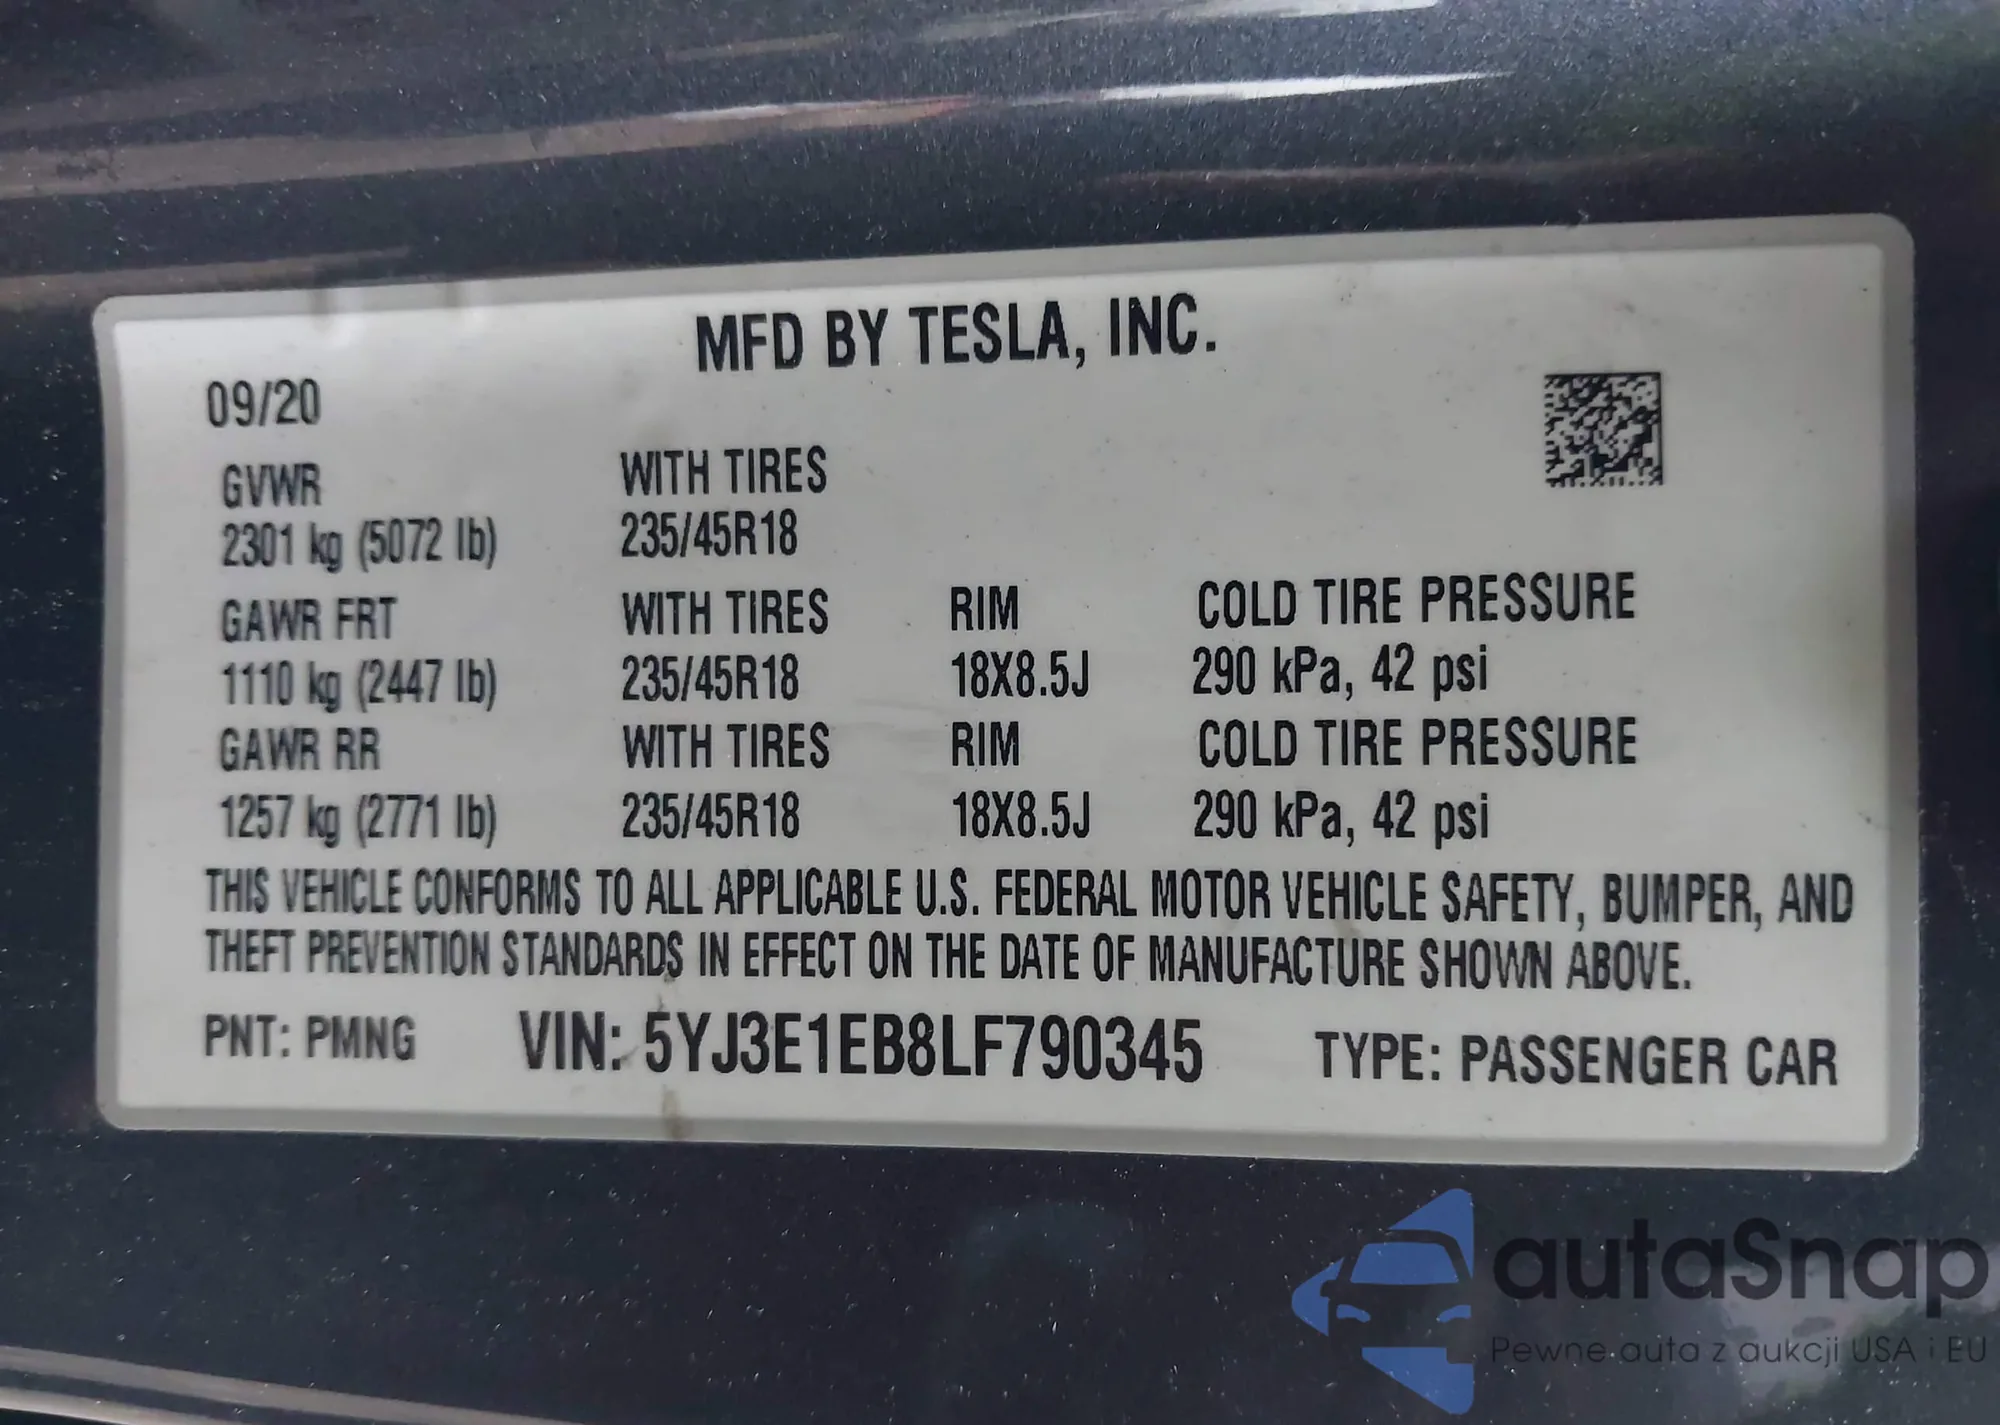 MFD BY TESLA, INC.
09/20
GVWR WITH TIRES
2301 kg (5072 lb) 235/45R18
GAWR FRT WITH TIRES RIM COLD TIRE PRESSURE
1110 kg (2447 lb) 235/45R18 18X8.5J 290 kPa, 42 psi
GAWR RR WITH TIRES RIM COLD TIRE PRESSURE
1257 kg (2771 lb) 235/45R18 18X8.5J 290 kPa, 42 psi
THIS VEHICLE CONFORMS TO ALL APPLICABLE U.S. FEDERAL MOTOR VEHICLE SAFETY, BUMPER, AND
THEFT PREVENTION STANDARDS IN EFFECT ON THE DATE OF MANUFACTURE SHOWN ABOVE.
PNT: PMNG VIN: 5YJ3E1EB8LF790345 TYPE: PASSENGER CAR
autaSnap
Pewne auta z aukcji USA i EU